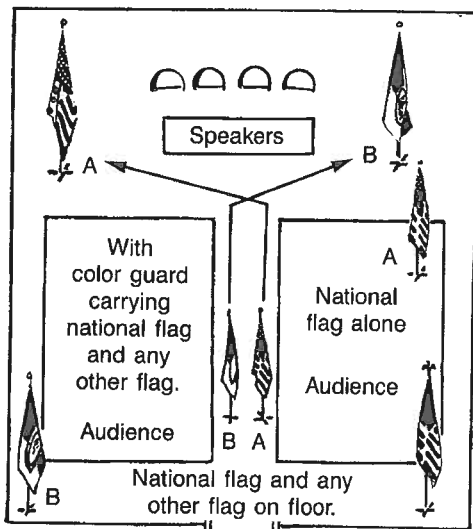 Speakers
A
B
A
With
color guard
carrying
national flag
and any
other flag.
Audience
National
flag alone
Audience
B
A
B
National flag and any
other flag on floor.